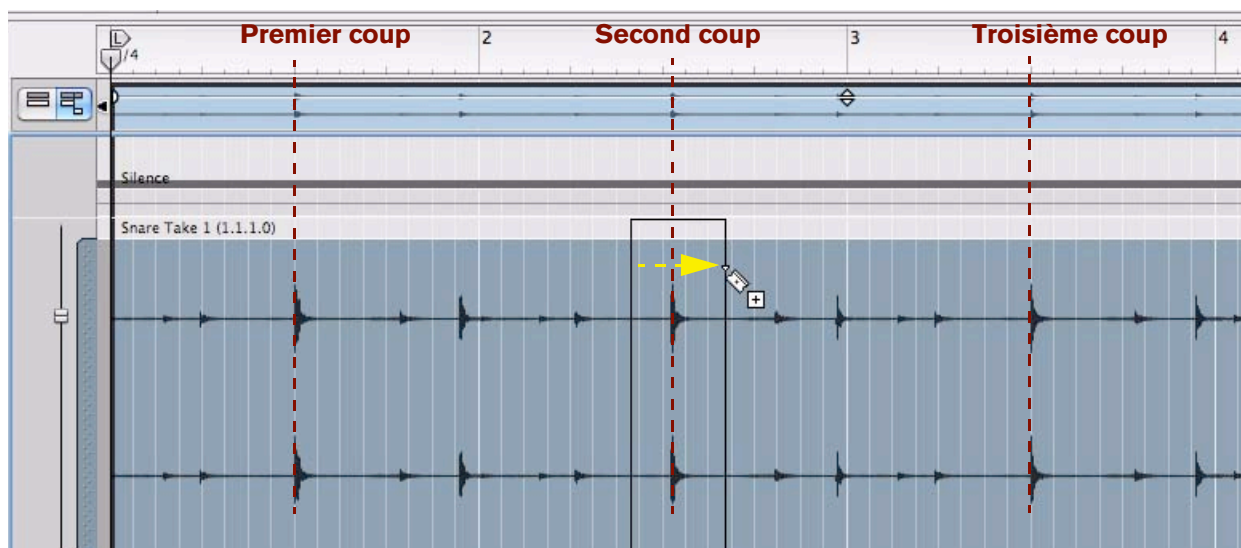 Premier coup Second coup Troisième coup
L 2 3 4
/4
Silence
Snare Take 1 (1.1.1.0)